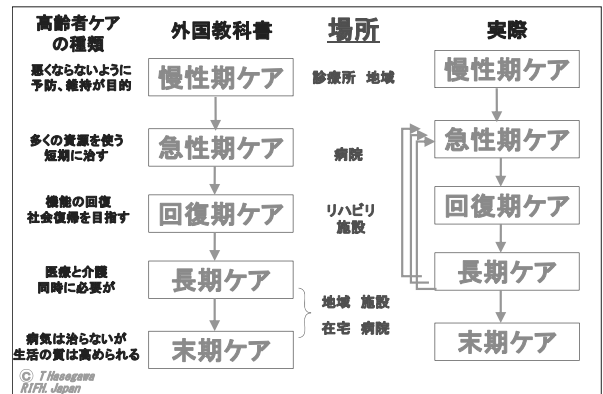 高齢者ケア
の種類
外国教科書
場所
実際
悪くならないように
予防、維持が目的
慢性期ケア
診療所 地域
慢性期ケア
多くの資源を使う
短期に治す
急性期ケア
病院
急性期ケア
機能の回復
社会復帰を目指す
回復期ケア
リハビリ
施設
回復期ケア
医療と介護
同時に必要が
長期ケア
地域 施設
在宅 病院
長期ケア
病気は治らないが
生活の質は高められる
末期ケア
末期ケア
© T Hasegawa
RIFH. Japan